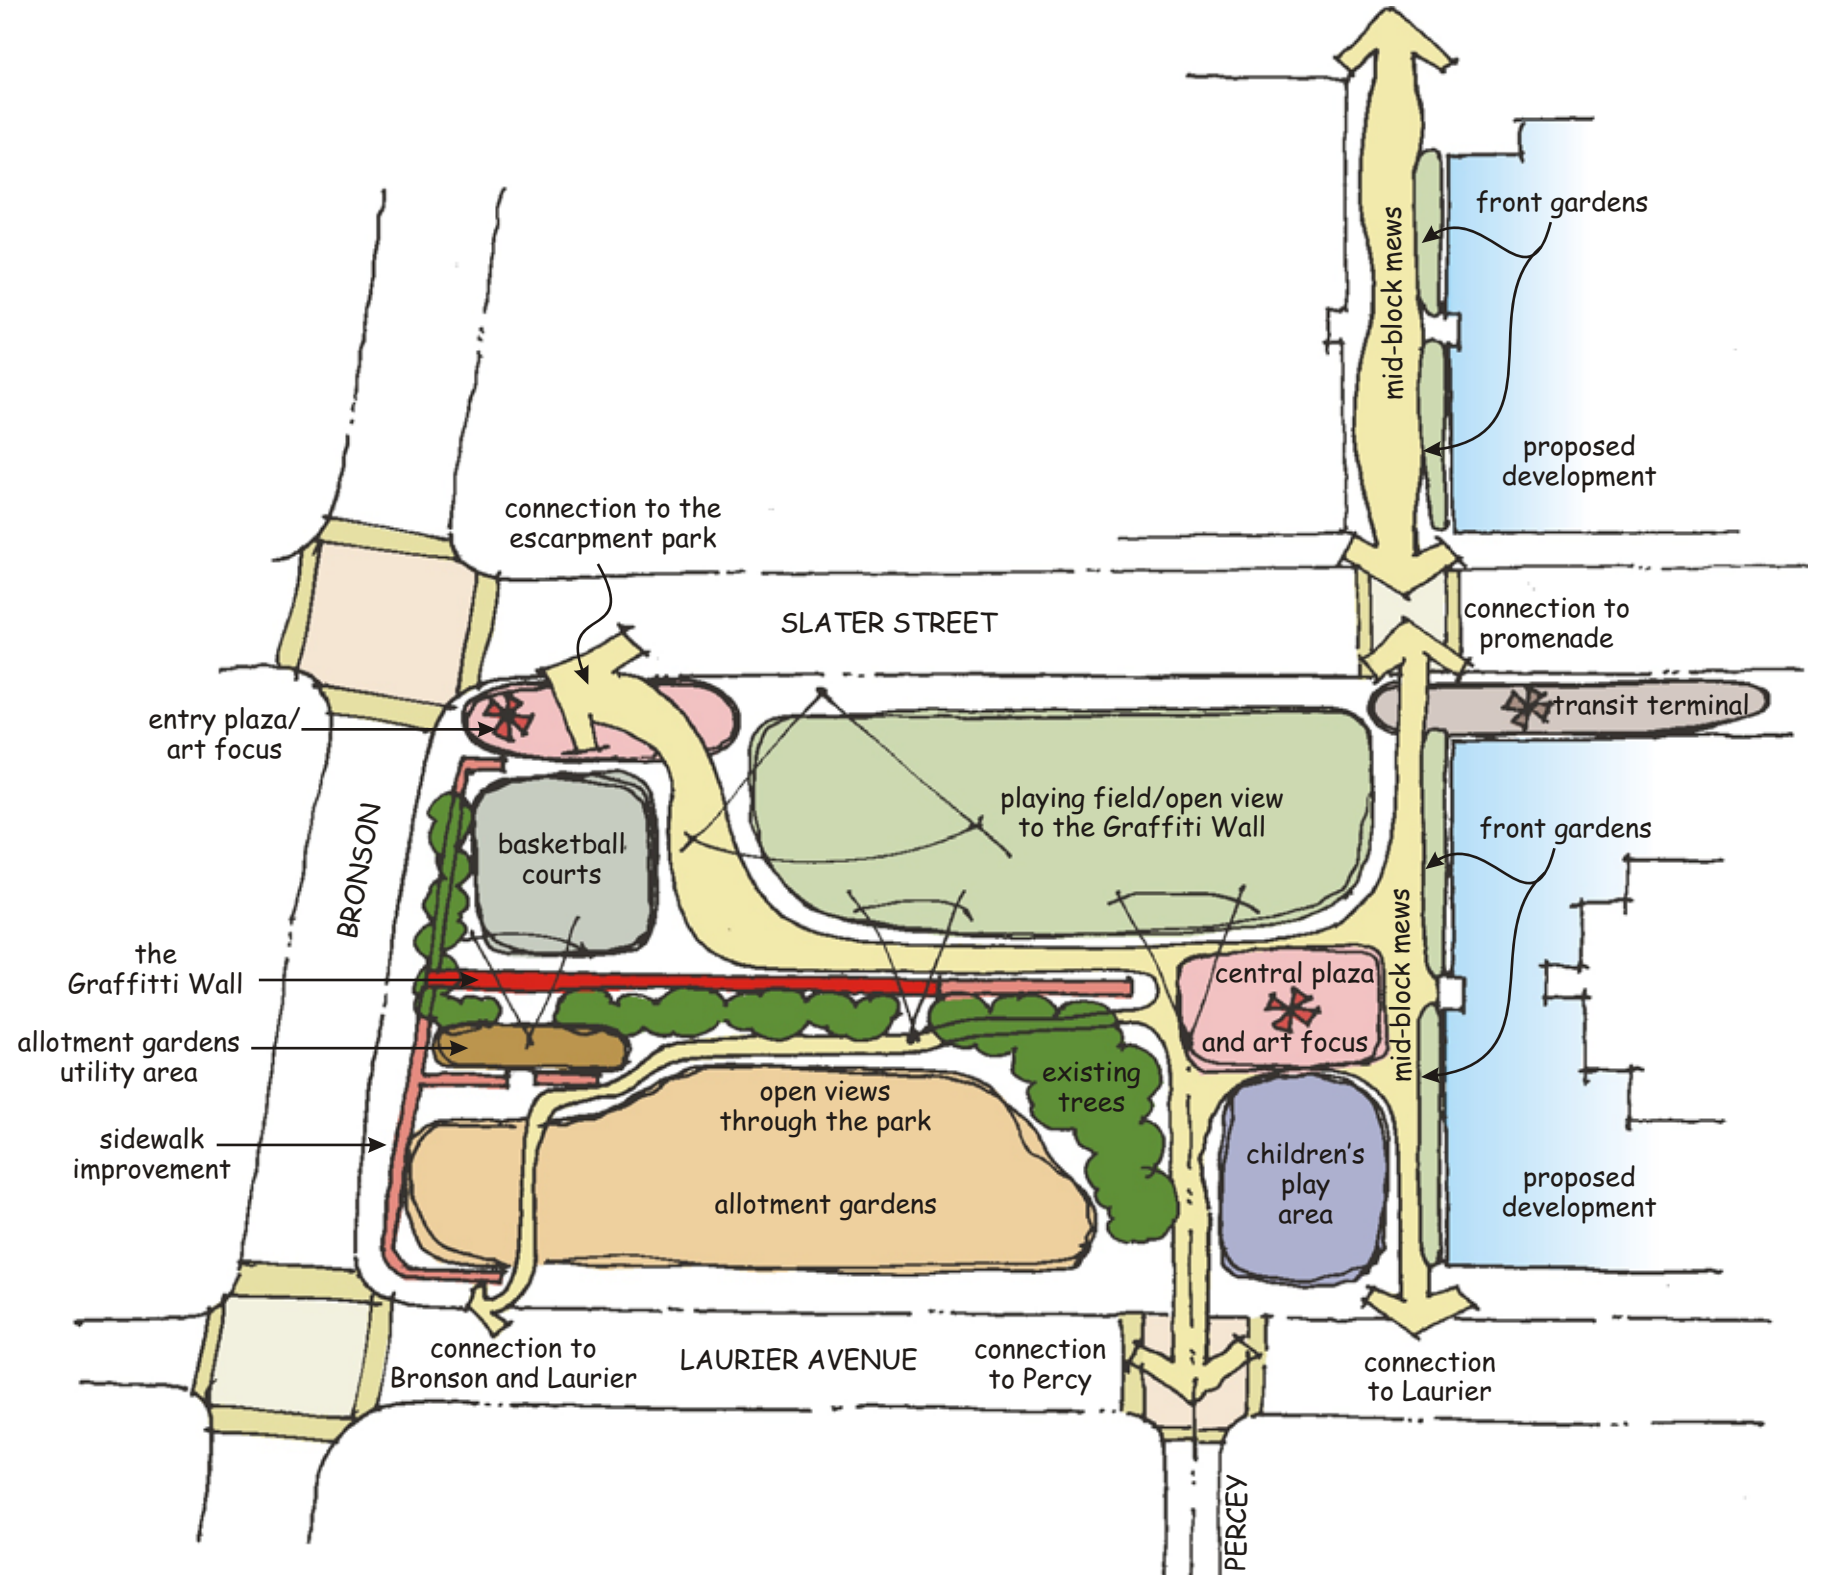 front gardens
mid-block mews
proposed
development
connection to the
escarpment park
SLATER STREET
connection to
promenade
entry plaza/
art focus
transit terminal
BRONSON
basketball
courts
playing field/open view
to the Graffiti Wall
front gardens
mid-block mews
the
Graffitti Wall
central plaza
and art focus
allotment gardens
utility area
existing
trees
open views
through the park
sidewalk
improvement
allotment gardens
children's
play
area
proposed
development
connection to
Bronson and Laurier
LAURIER AVENUE
connection
to Percy
connection
to Laurier
PERCEY